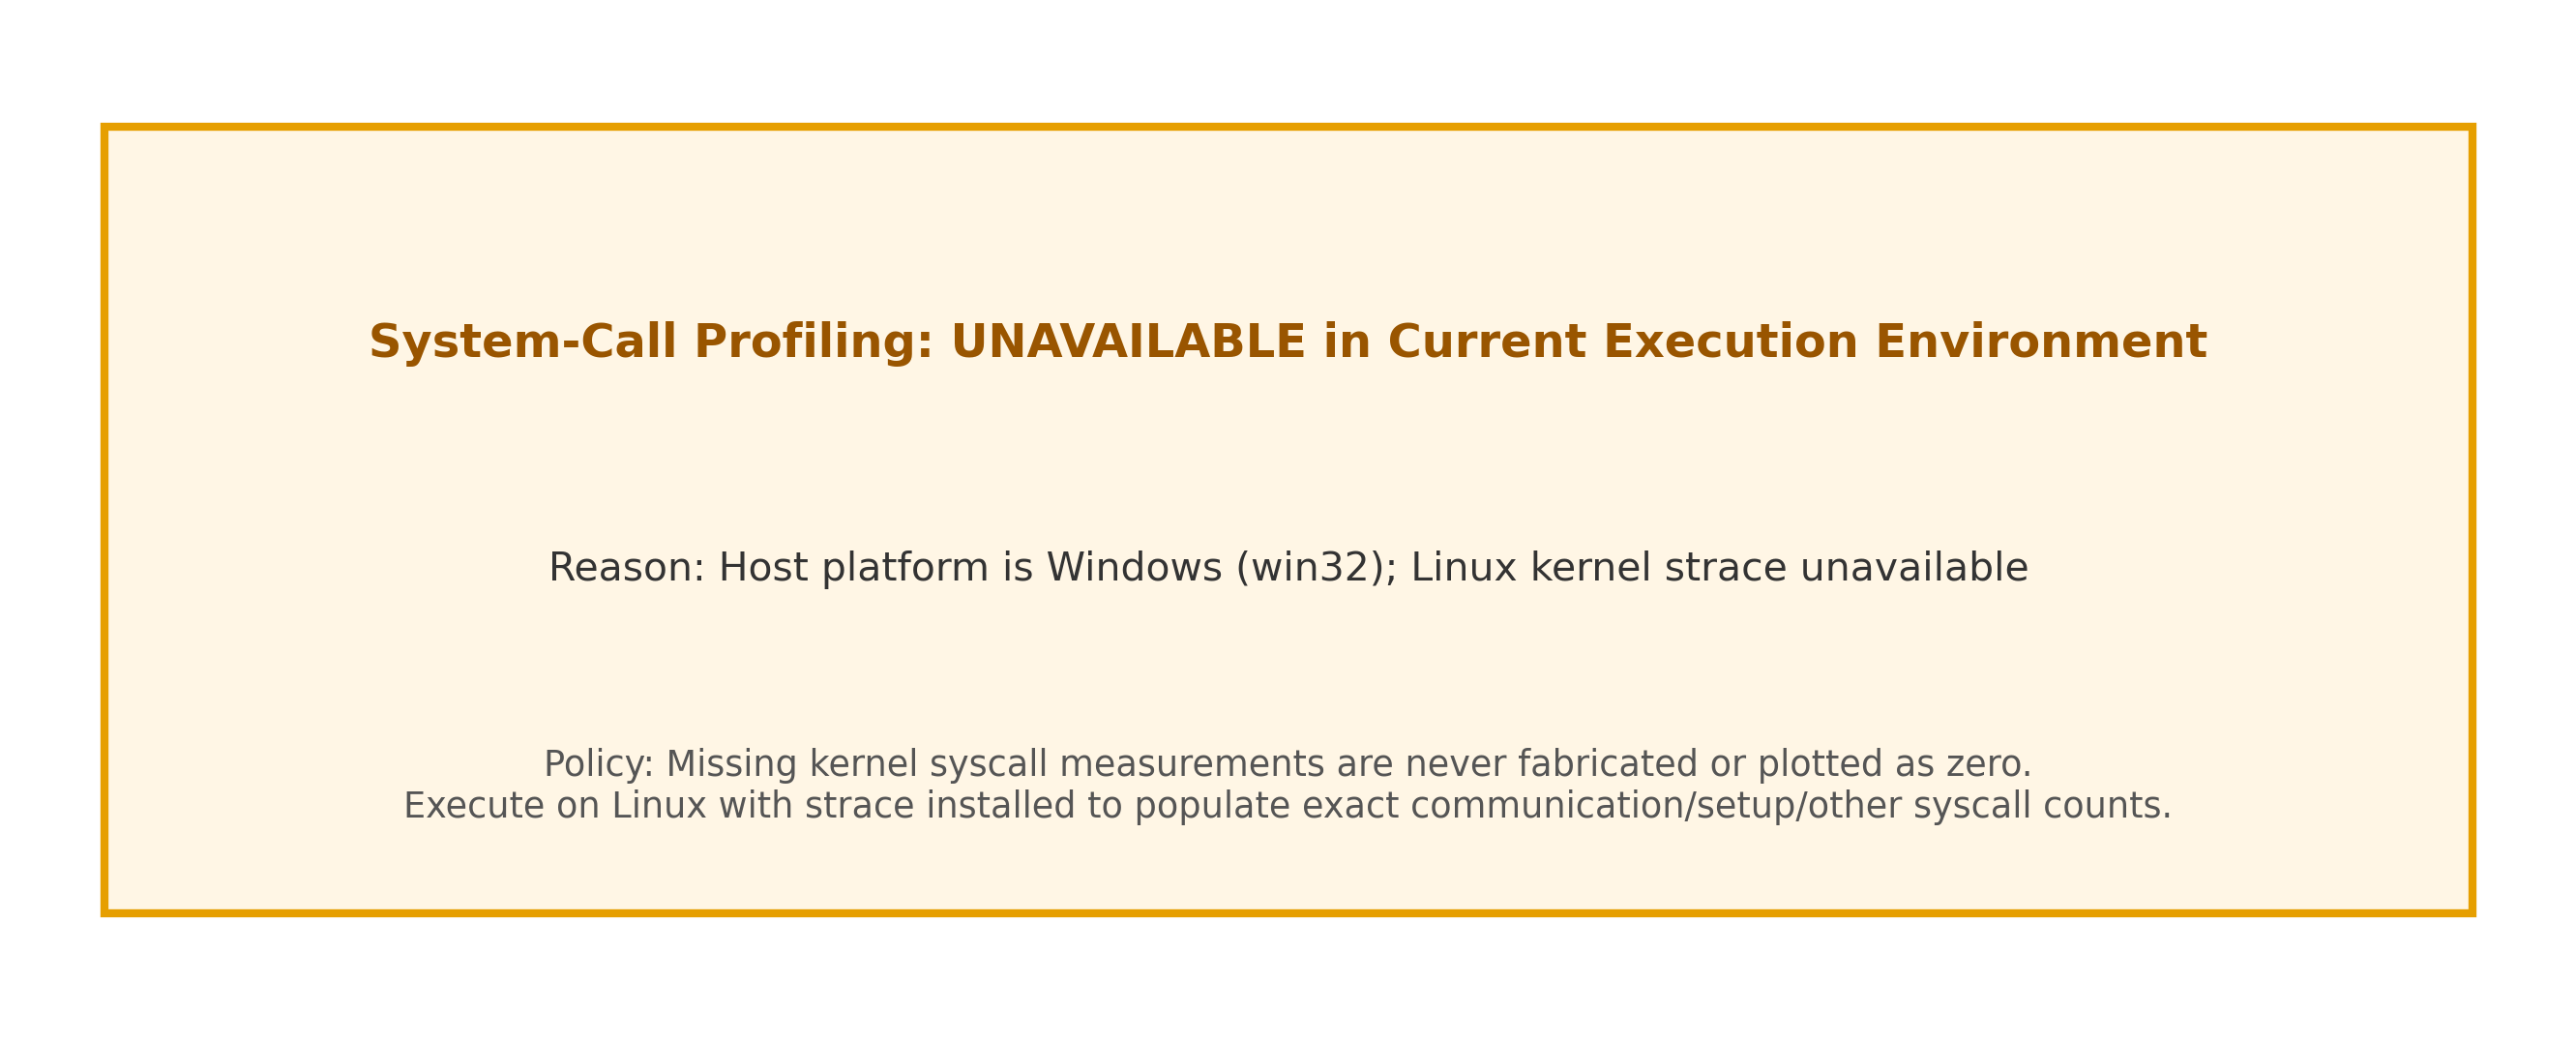 System-Call Profiling: UNAVAILABLE in Current Execution Environment
Reason: Host platform is Windows (win32); Linux kernel strace unavailable
Policy: Missing kernel syscall measurements are never fabricated or plotted as zero.
Execute on Linux with strace installed to populate exact communication/setup/other syscall counts.